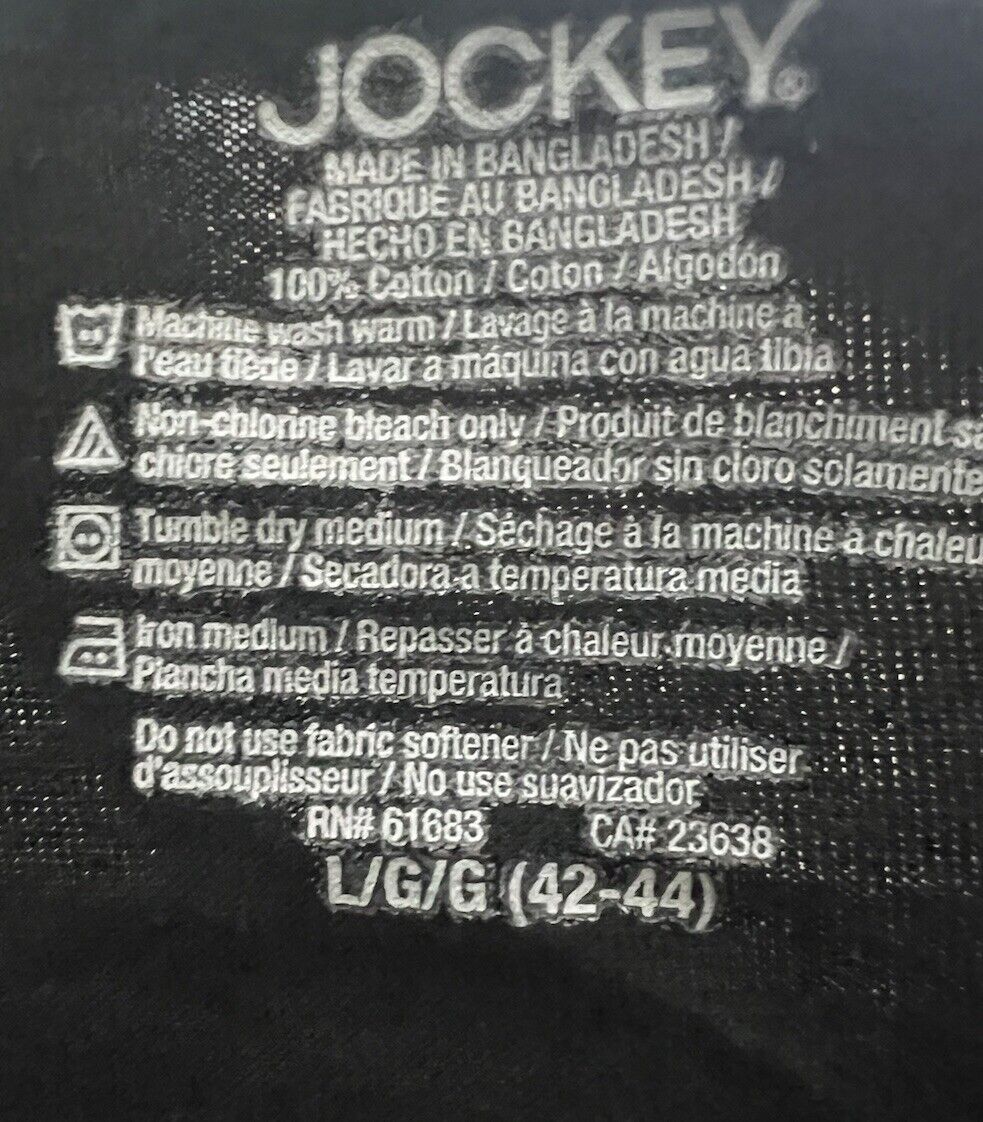 JOCKEY®
MADE IN BANGLADESH /
FABRIQUE AU BANGLADESH /
HECHO EN BANGLADESH
100% Cotton / Coton / Algodón
Machine wash warm / Lavage à la machine à
l'eau tiède / Lavar a máquina con agua tibia
Non-chlorine bleach only / Produit de blanchiment sa
chlore seulement / Blanqueador sin cloro solamente
Tumble dry medium / Séchage à la machine à chaleu
moyenne / Secadora a temperatura media
Iron medium / Repasser à chaleur moyenne /
Plancha media temperatura
Do not use fabric softener / Ne pas utiliser
d'assouplisseur / No use suavizador
RN# 61683 CA# 23638
L/G/G (42-44)